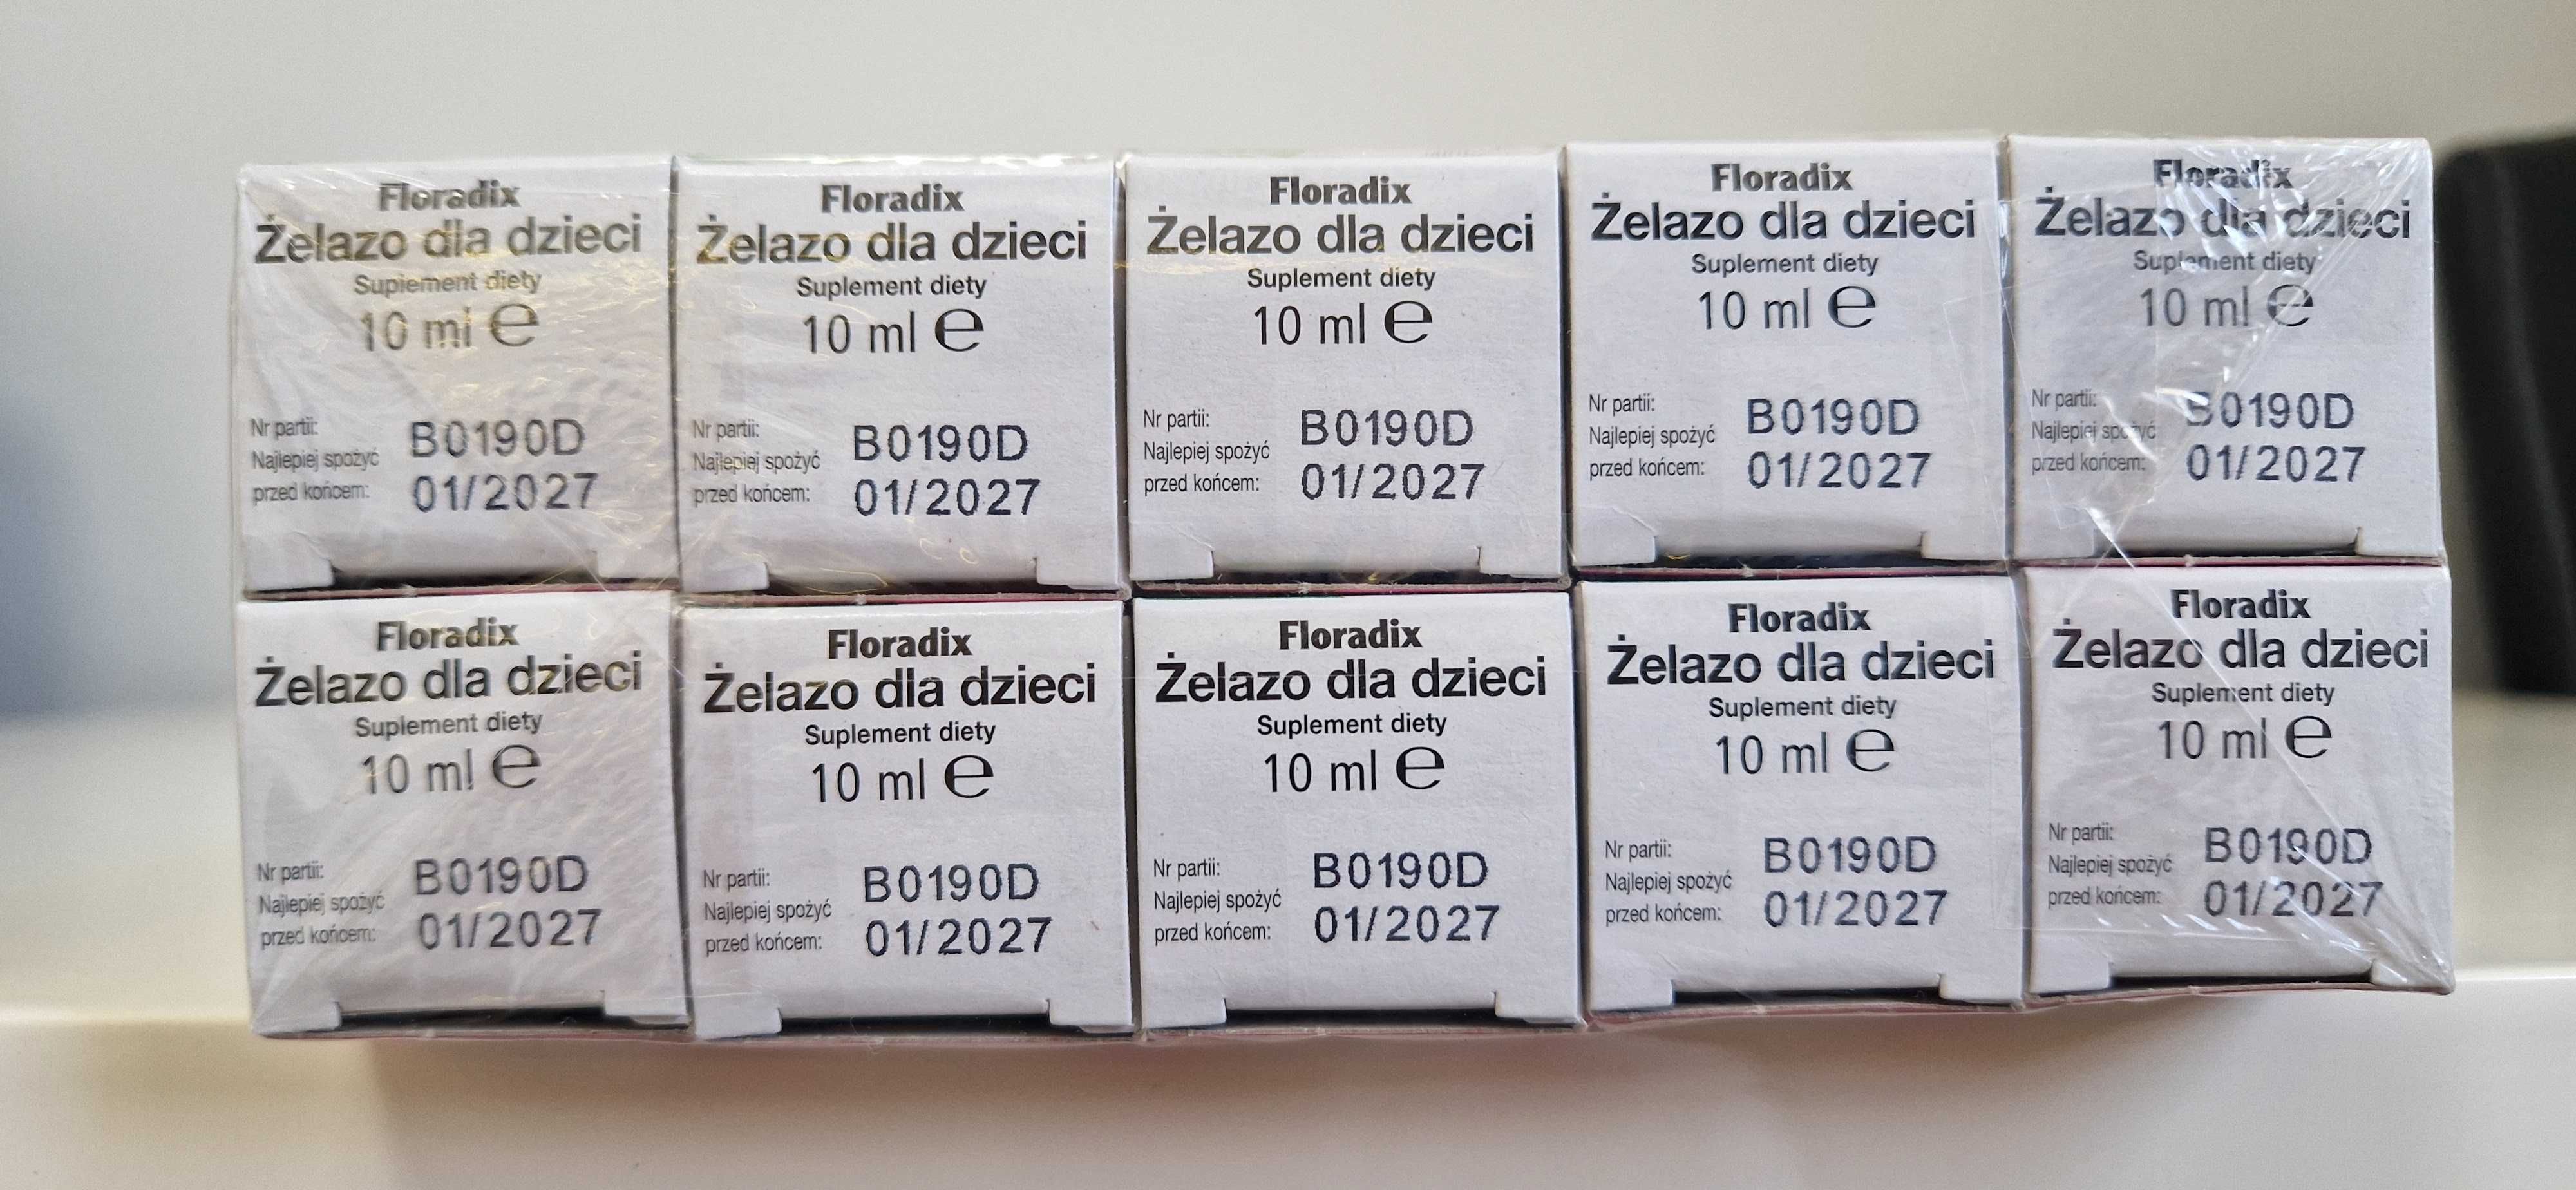 Floradix
Żelazo dla dzieci
Suplement diety
10 ml ℮
Nr partii:
Najlepiej spożyć
przed końcem:
B0190D
01/2027
Floradix
Żelazo dla dzieci
Suplement diety
10 ml ℮
Nr partii:
Najlepiej spożyć
przed końcem:
B0190D
01/2027
Floradix
Żelazo dla dzieci
Suplement diety
10 ml ℮
Nr partii:
Najlepiej spożyć
przed końcem:
B0190D
01/2027
Floradix
Żelazo dla dzieci
Suplement diety
10 ml ℮
Nr partii:
Najlepiej spożyć
przed końcem:
B0190D
01/2027
Floradix
Żelazo dla dzieci
Suplement diety
10 ml ℮
Nr partii:
Najlepiej spożyć
przed końcem:
B0190D
01/2027
Floradix
Żelazo dla dzieci
Suplement diety
10 ml ℮
Nr partii:
Najlepiej spożyć
przed końcem:
B0190D
01/2027
Floradix
Żelazo dla dzieci
Suplement diety
10 ml ℮
Nr partii:
Najlepiej spożyć
przed końcem:
B0190D
01/2027
Floradix
Żelazo dla dzieci
Suplement diety
10 ml ℮
Nr partii:
Najlepiej spożyć
przed końcem:
B0190D
01/2027
Floradix
Żelazo dla dzieci
Suplement diety
10 ml ℮
Nr partii:
Najlepiej spożyć
przed końcem:
B0190D
01/2027
Floradix
Żelazo dla dzieci
Suplement diety
10 ml ℮
Nr partii:
Najlepiej spożyć
przed końcem:
B0190D
01/2027